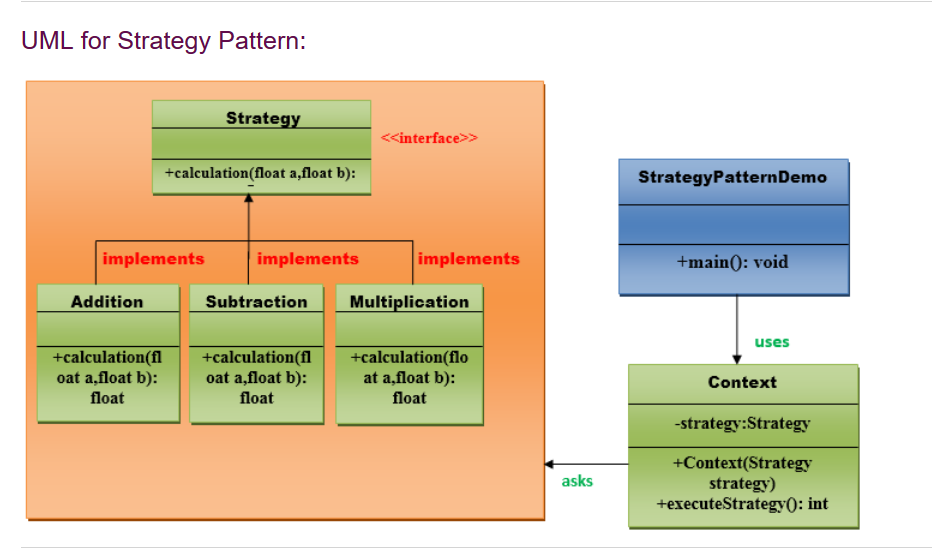 UML for Strategy Pattern:
Strategy
<<interface>>
+calculation(float a,float b):
implements
implements
implements
Addition
+calculation(fl
oat a,float b):
float
Subtraction
+calculation(fl
oat a,float b):
float
Multiplication
+calculation(flo
at a,float b):
float
StrategyPatternDemo
+main(): void
uses
Context
-strategy:Strategy
+Context(Strategy
strategy)
+executeStrategy(): int
asks